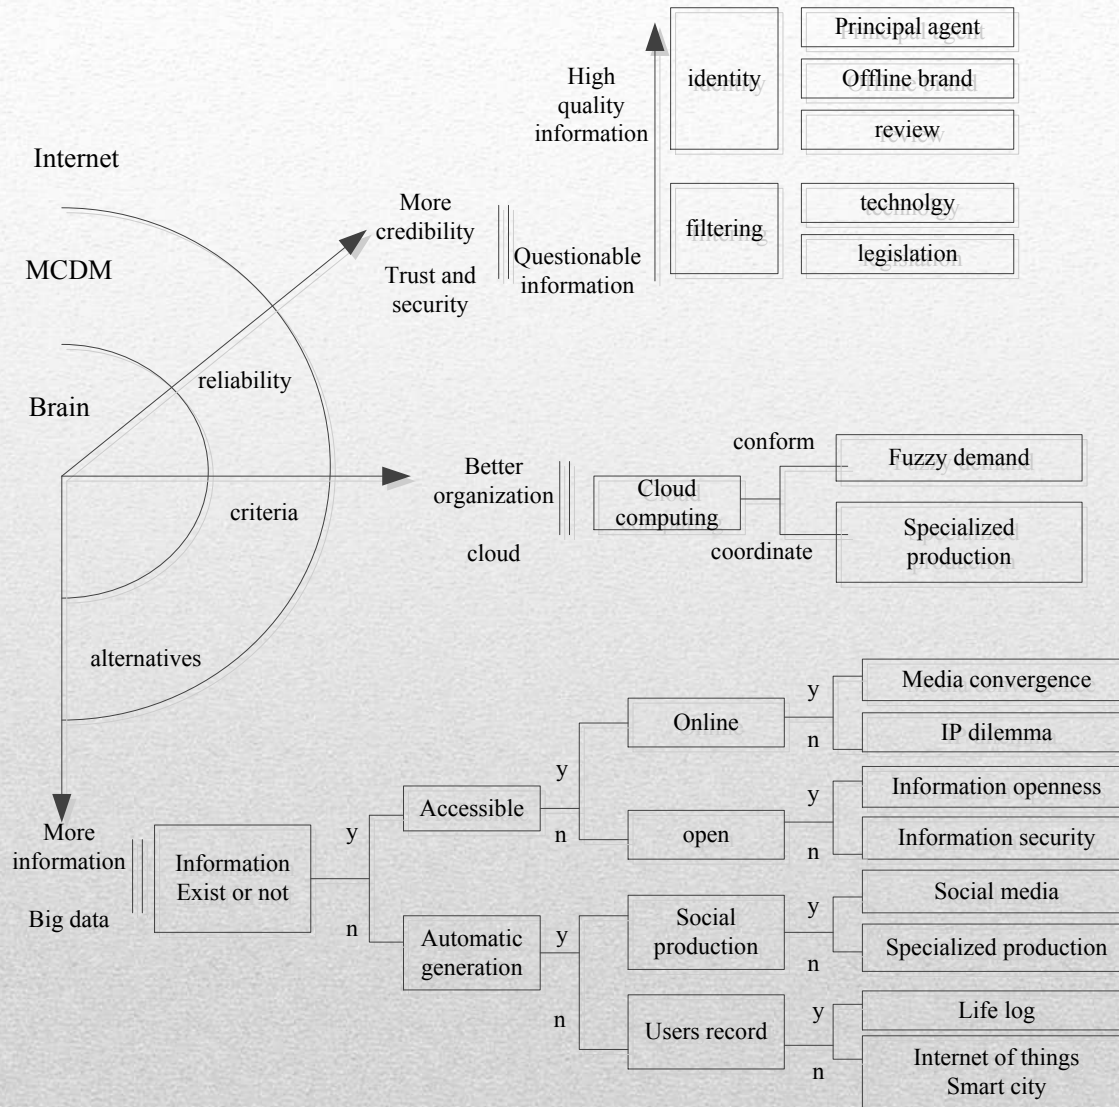 Internet
MCDM
Brain
reliability
criteria
alternatives
More
credibility
Trust and
security
Questionable
information
High
quality
information
identity
Principal agent
Offline brand
review
filtering
technolgy
legislation
Better
organization
cloud
Cloud
computing
conform
coordinate
Fuzzy demand
Specialized
production
More
information
Big data
Information
Exist or not
y
n
Accessible
Automatic
generation
y
n
y
n
Online
open
Social
production
Users record
y
n
y
n
y
n
y
n
Media convergence
IP dilemma
Information openness
Information security
Social media
Specialized production
Life log
Internet of things
Smart city